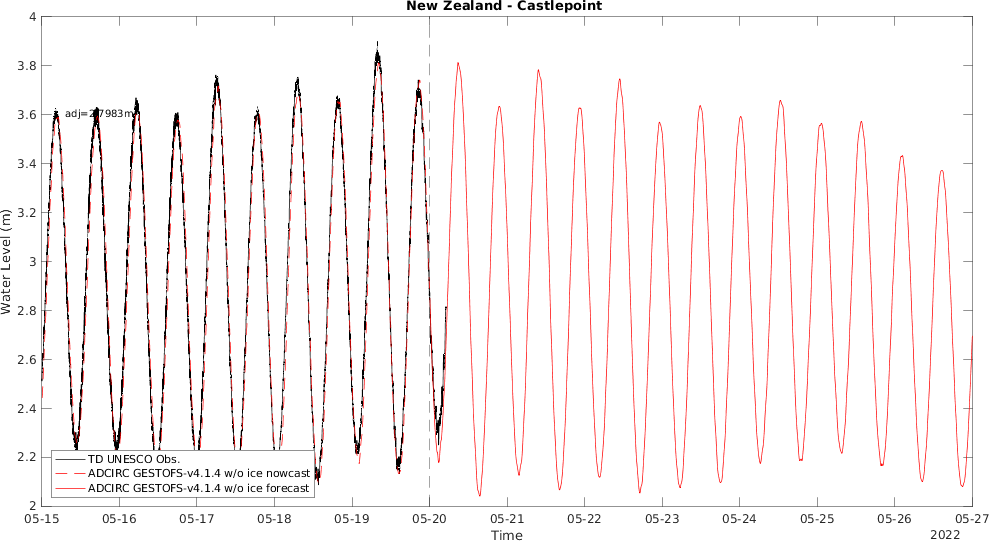 New Zealand - Castlepoint
4
3.8
3.6
3.4
3.2
3
2.8
2.6
2.4
2.2
2
Water Level (m)
adj=2.7983m
TD UNESCO Obs.
ADCIRC GESTOFS-v4.1.4 w/o ice nowcast
ADCIRC GESTOFS-v4.1.4 w/o ice forecast
05-15 05-16 05-17 05-18 05-19 05-20 05-21 05-22 05-23 05-24 05-25 05-26 05-27
Time
2022